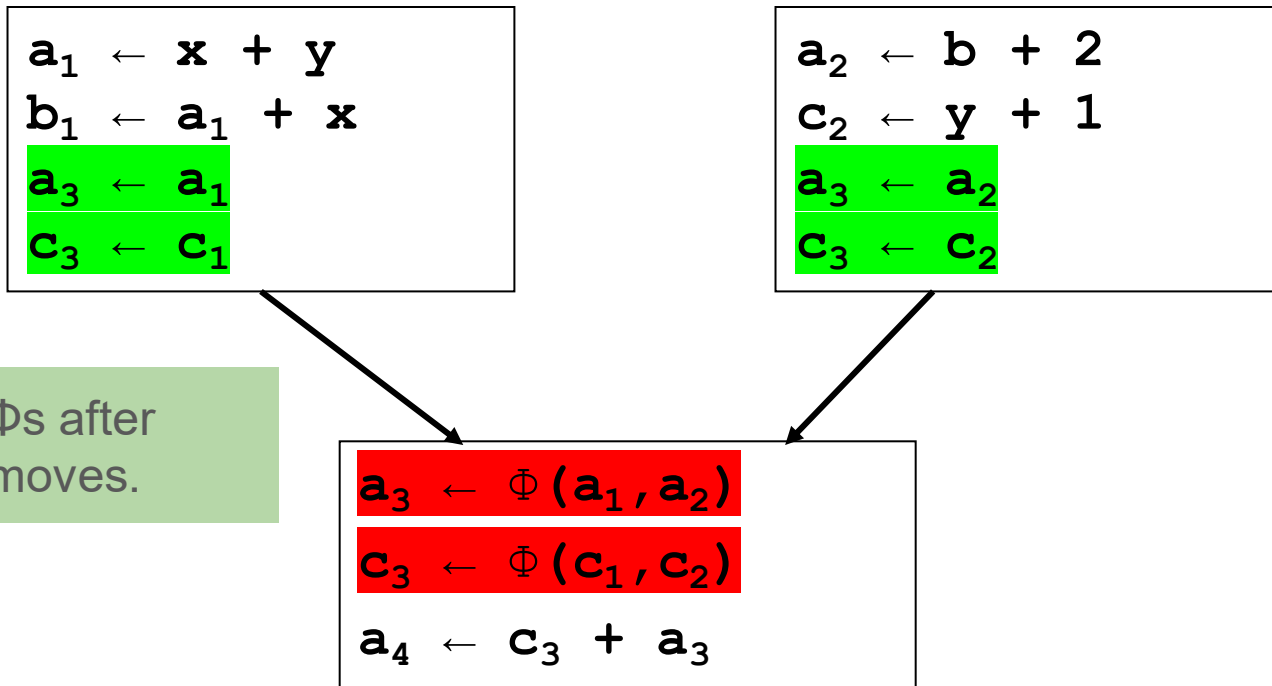 a₁ ← x + y
b₁ ← a₁ + x
a₃ ← a₁
c₃ ← c₁
a₂ ← b + 2
c₂ ← y + 1
a₃ ← a₂
c₃ ← c₂
Φs after
moves.
a₃ ← Φ(a₁,a₂)
c₃ ← Φ(c₁,c₂)
a₄ ← c₃ + a₃